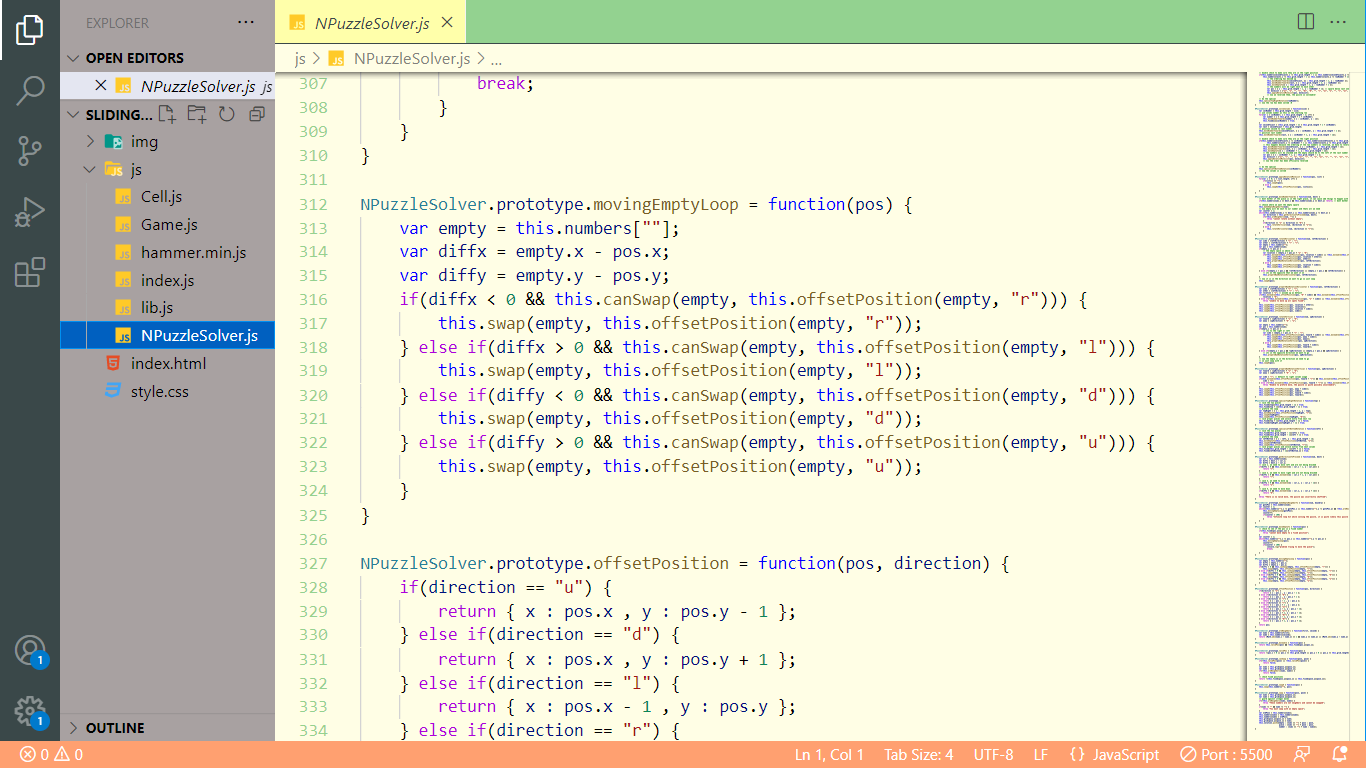 EXPLORER ...
OPEN EDITORS
NPuzzleSolver.js js
SLIDING...
img
js
Cell.js
Game.js
hammer.min.js
index.js
lib.js
NPuzzleSolver.js
index.html
style.css
OUTLINE
1
1
NPuzzleSolver.js
js > NPuzzleSolver.js > ...
307 break;
308 }
309 }
310 }
311
312 NPuzzleSolver.prototype.movingEmptyLoop = function(pos) {
313 var empty = this.numbers[""];
314 var diffx = empty.x - pos.x;
315 var diffy = empty.y - pos.y;
316 if(diffx < 0 && this.canSwap(empty, this.offsetPosition(empty, "r"))) {
317 this.swap(empty, this.offsetPosition(empty, "r"));
318 } else if(diffx > 0 && this.canSwap(empty, this.offsetPosition(empty, "l"))) {
319 this.swap(empty, this.offsetPosition(empty, "l"));
320 } else if(diffy < 0 && this.canSwap(empty, this.offsetPosition(empty, "d"))) {
321 this.swap(empty, this.offsetPosition(empty, "d"));
322 } else if(diffy > 0 && this.canSwap(empty, this.offsetPosition(empty, "u"))) {
323 this.swap(empty, this.offsetPosition(empty, "u"));
324 }
325 }
326
327 NPuzzleSolver.prototype.offsetPosition = function(pos, direction) {
328 if(direction == "u") {
329 return { x : pos.x , y : pos.y - 1 };
330 } else if(direction == "d") {
331 return { x : pos.x , y : pos.y + 1 };
332 } else if(direction == "l") {
333 return { x : pos.x - 1 , y : pos.y };
334 } else if(direction == "r") {
0 0 Ln 1, Col 1 Tab Size: 4 UTF-8 LF {} JavaScript Port : 5500